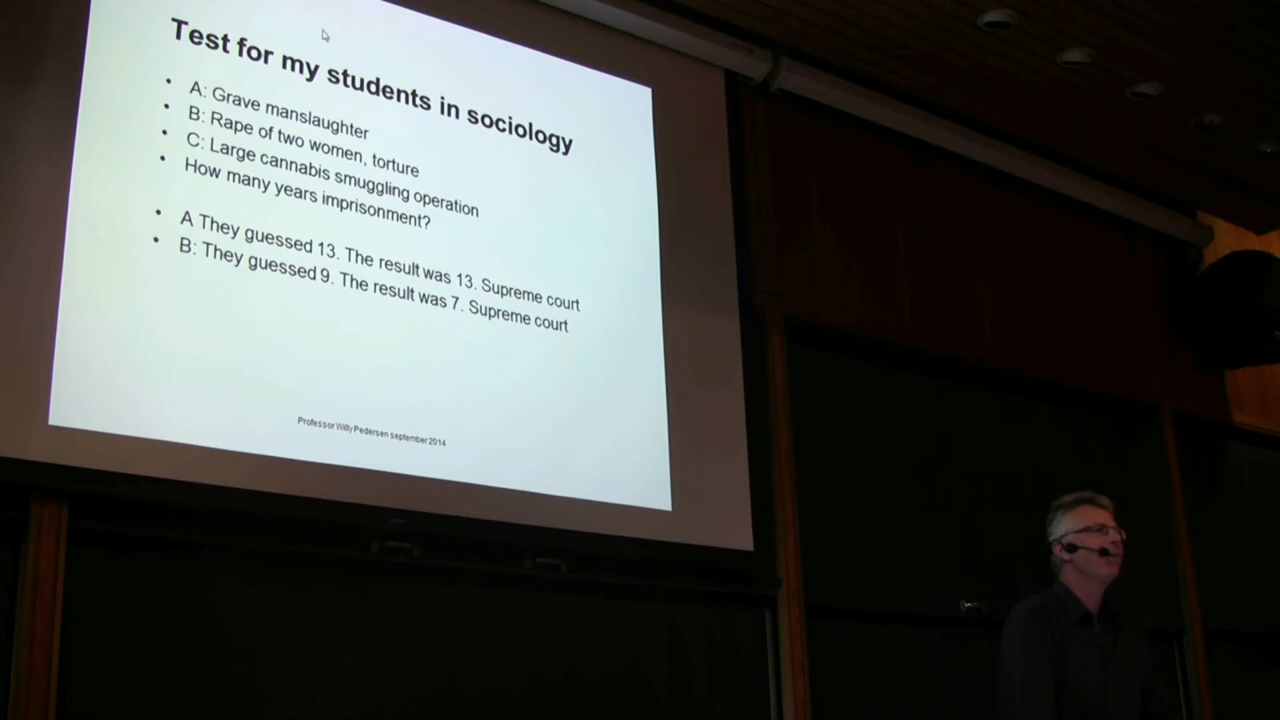 Test for my students in sociology
• A: Grave manslaughter
• B: Rape of two women, torture
• C: Large cannabis smuggling operation
• How many years imprisonment?
• A They guessed 13. The result was 13. Supreme court
• B: They guessed 9. The result was 7. Supreme court
Professor Willy Pedersen september 2014